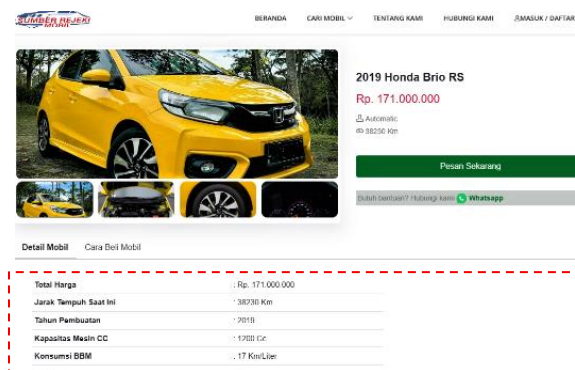 SUMBER REJEKI
MOBIL
BERANDA CARI MOBIL TENTANG KAMI HUBUNGI KAMI MASUK / DAFTAR
2019 Honda Brio RS
Rp. 171.000.000
Automatic
38230 Km
Pesan Sekarang
Butuh bantuan? Hubungi kami Whatsapp
Detail Mobil Cara Beli Mobil
Total Harga : Rp. 171.000.000
Jarak Tempuh Saat Ini : 38230 Km
Tahun Pembuatan : 2019
Kapasitas Mesin CC : 1200 Cc
Konsumsi BBM : 17 Km/Liter